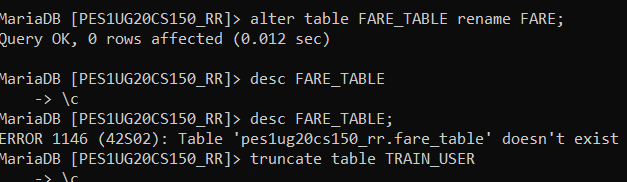 MariaDB [PES1UG20CS150_RR]> alter table FARE_TABLE rename FARE;
Query OK, 0 rows affected (0.012 sec)
MariaDB [PES1UG20CS150_RR]> desc FARE_TABLE
    -> \c
MariaDB [PES1UG20CS150_RR]> desc FARE_TABLE;
ERROR 1146 (42S02): Table 'pes1ug20cs150_rr.fare_table' doesn't exist
MariaDB [PES1UG20CS150_RR]> truncate table TRAIN_USER
    -> \c